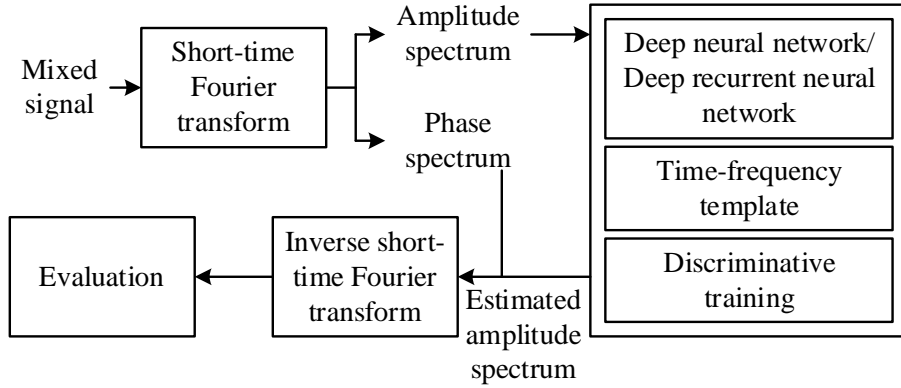 Mixed
signal
Short-time
Fourier
transform
Amplitude
spectrum
Phase
spectrum
Deep neural network/
Deep recurrent neural
network
Time-frequency
template
Discriminative
training
Estimated
amplitude
spectrum
Inverse short-
time Fourier
transform
Evaluation